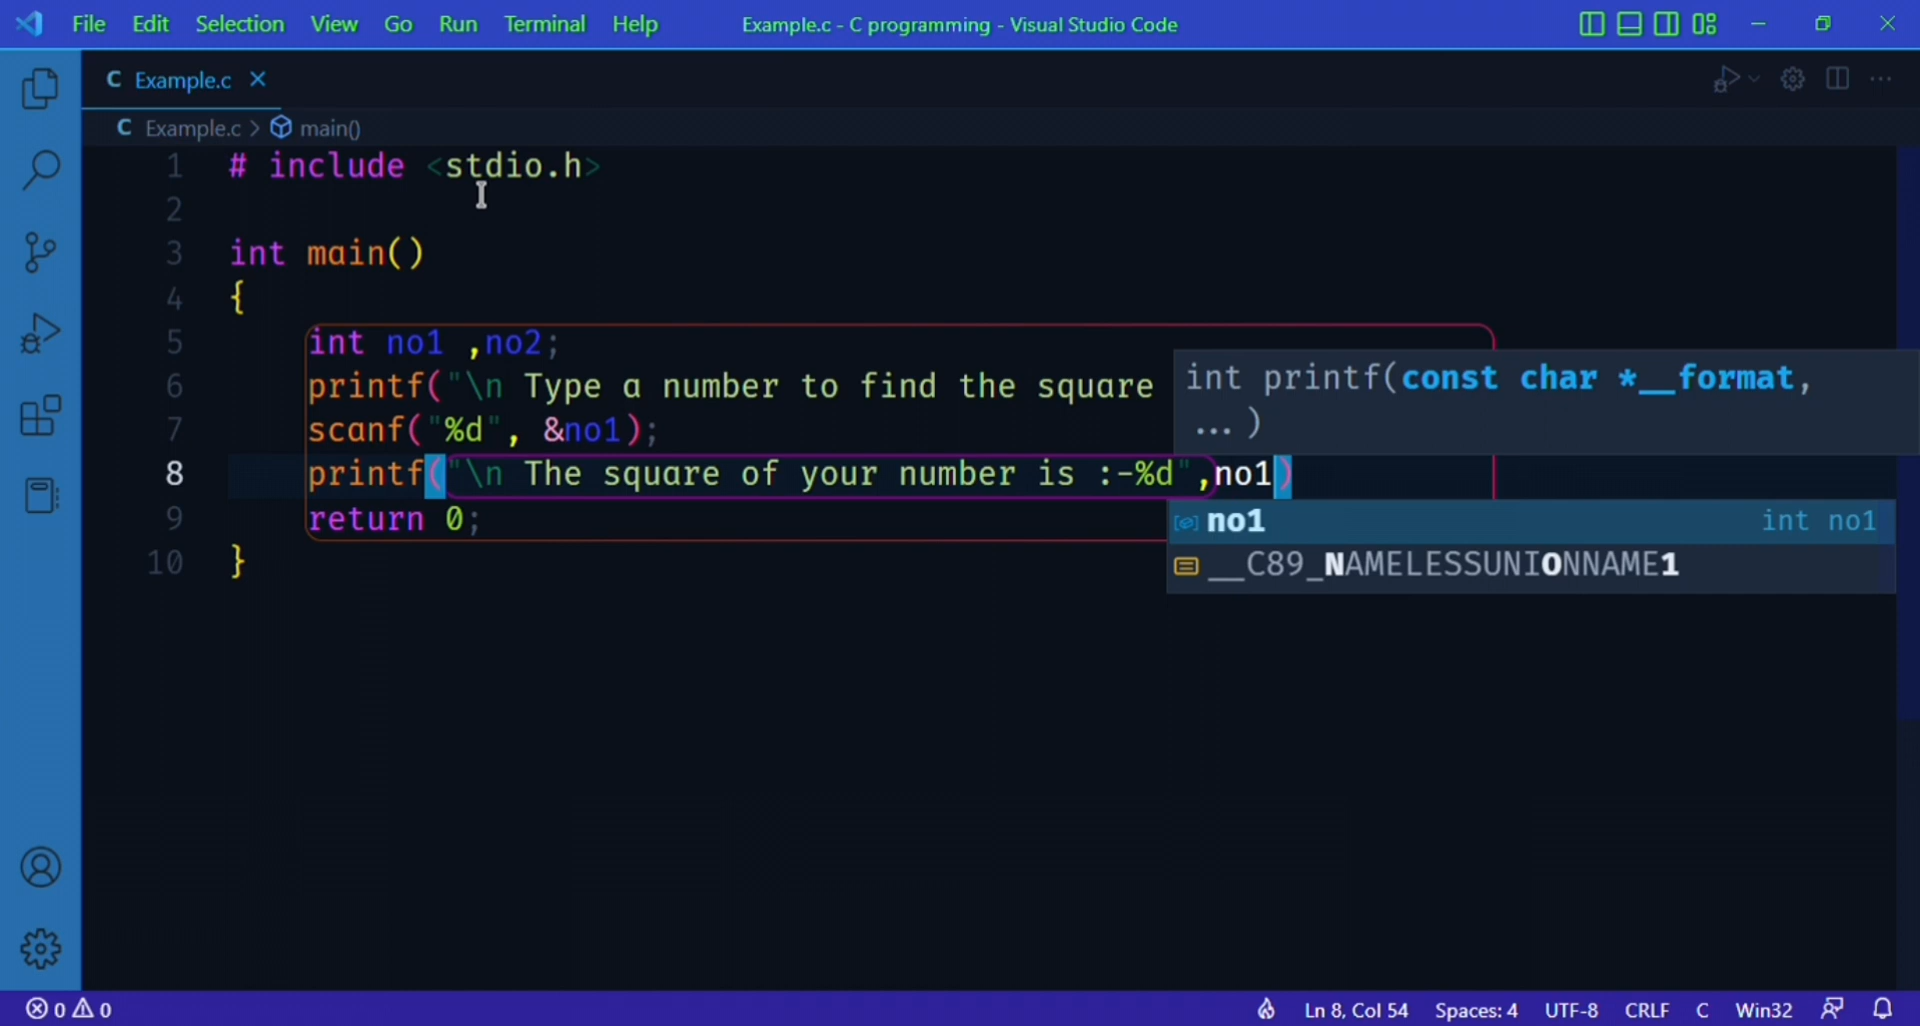 File Edit Selection View Go Run Terminal Help Example.c - C programming - Visual Studio Code
C Example.c
C Example.c > main()
1 # include <stdio.h>
2
3 int main()
4 {
5 int no1 ,no2;
6 printf("\n Type a number to find the square
int printf(const char *__format,
... )
7 scanf("%d", &no1);
8 printf("\n The square of your number is :-%d",no1)
9 return 0;
no1 int no1
10 }
__C89_NAMELESSUNIONNAME1
0 0 Ln 8, Col 54 Spaces: 4 UTF-8 CRLF C Win32